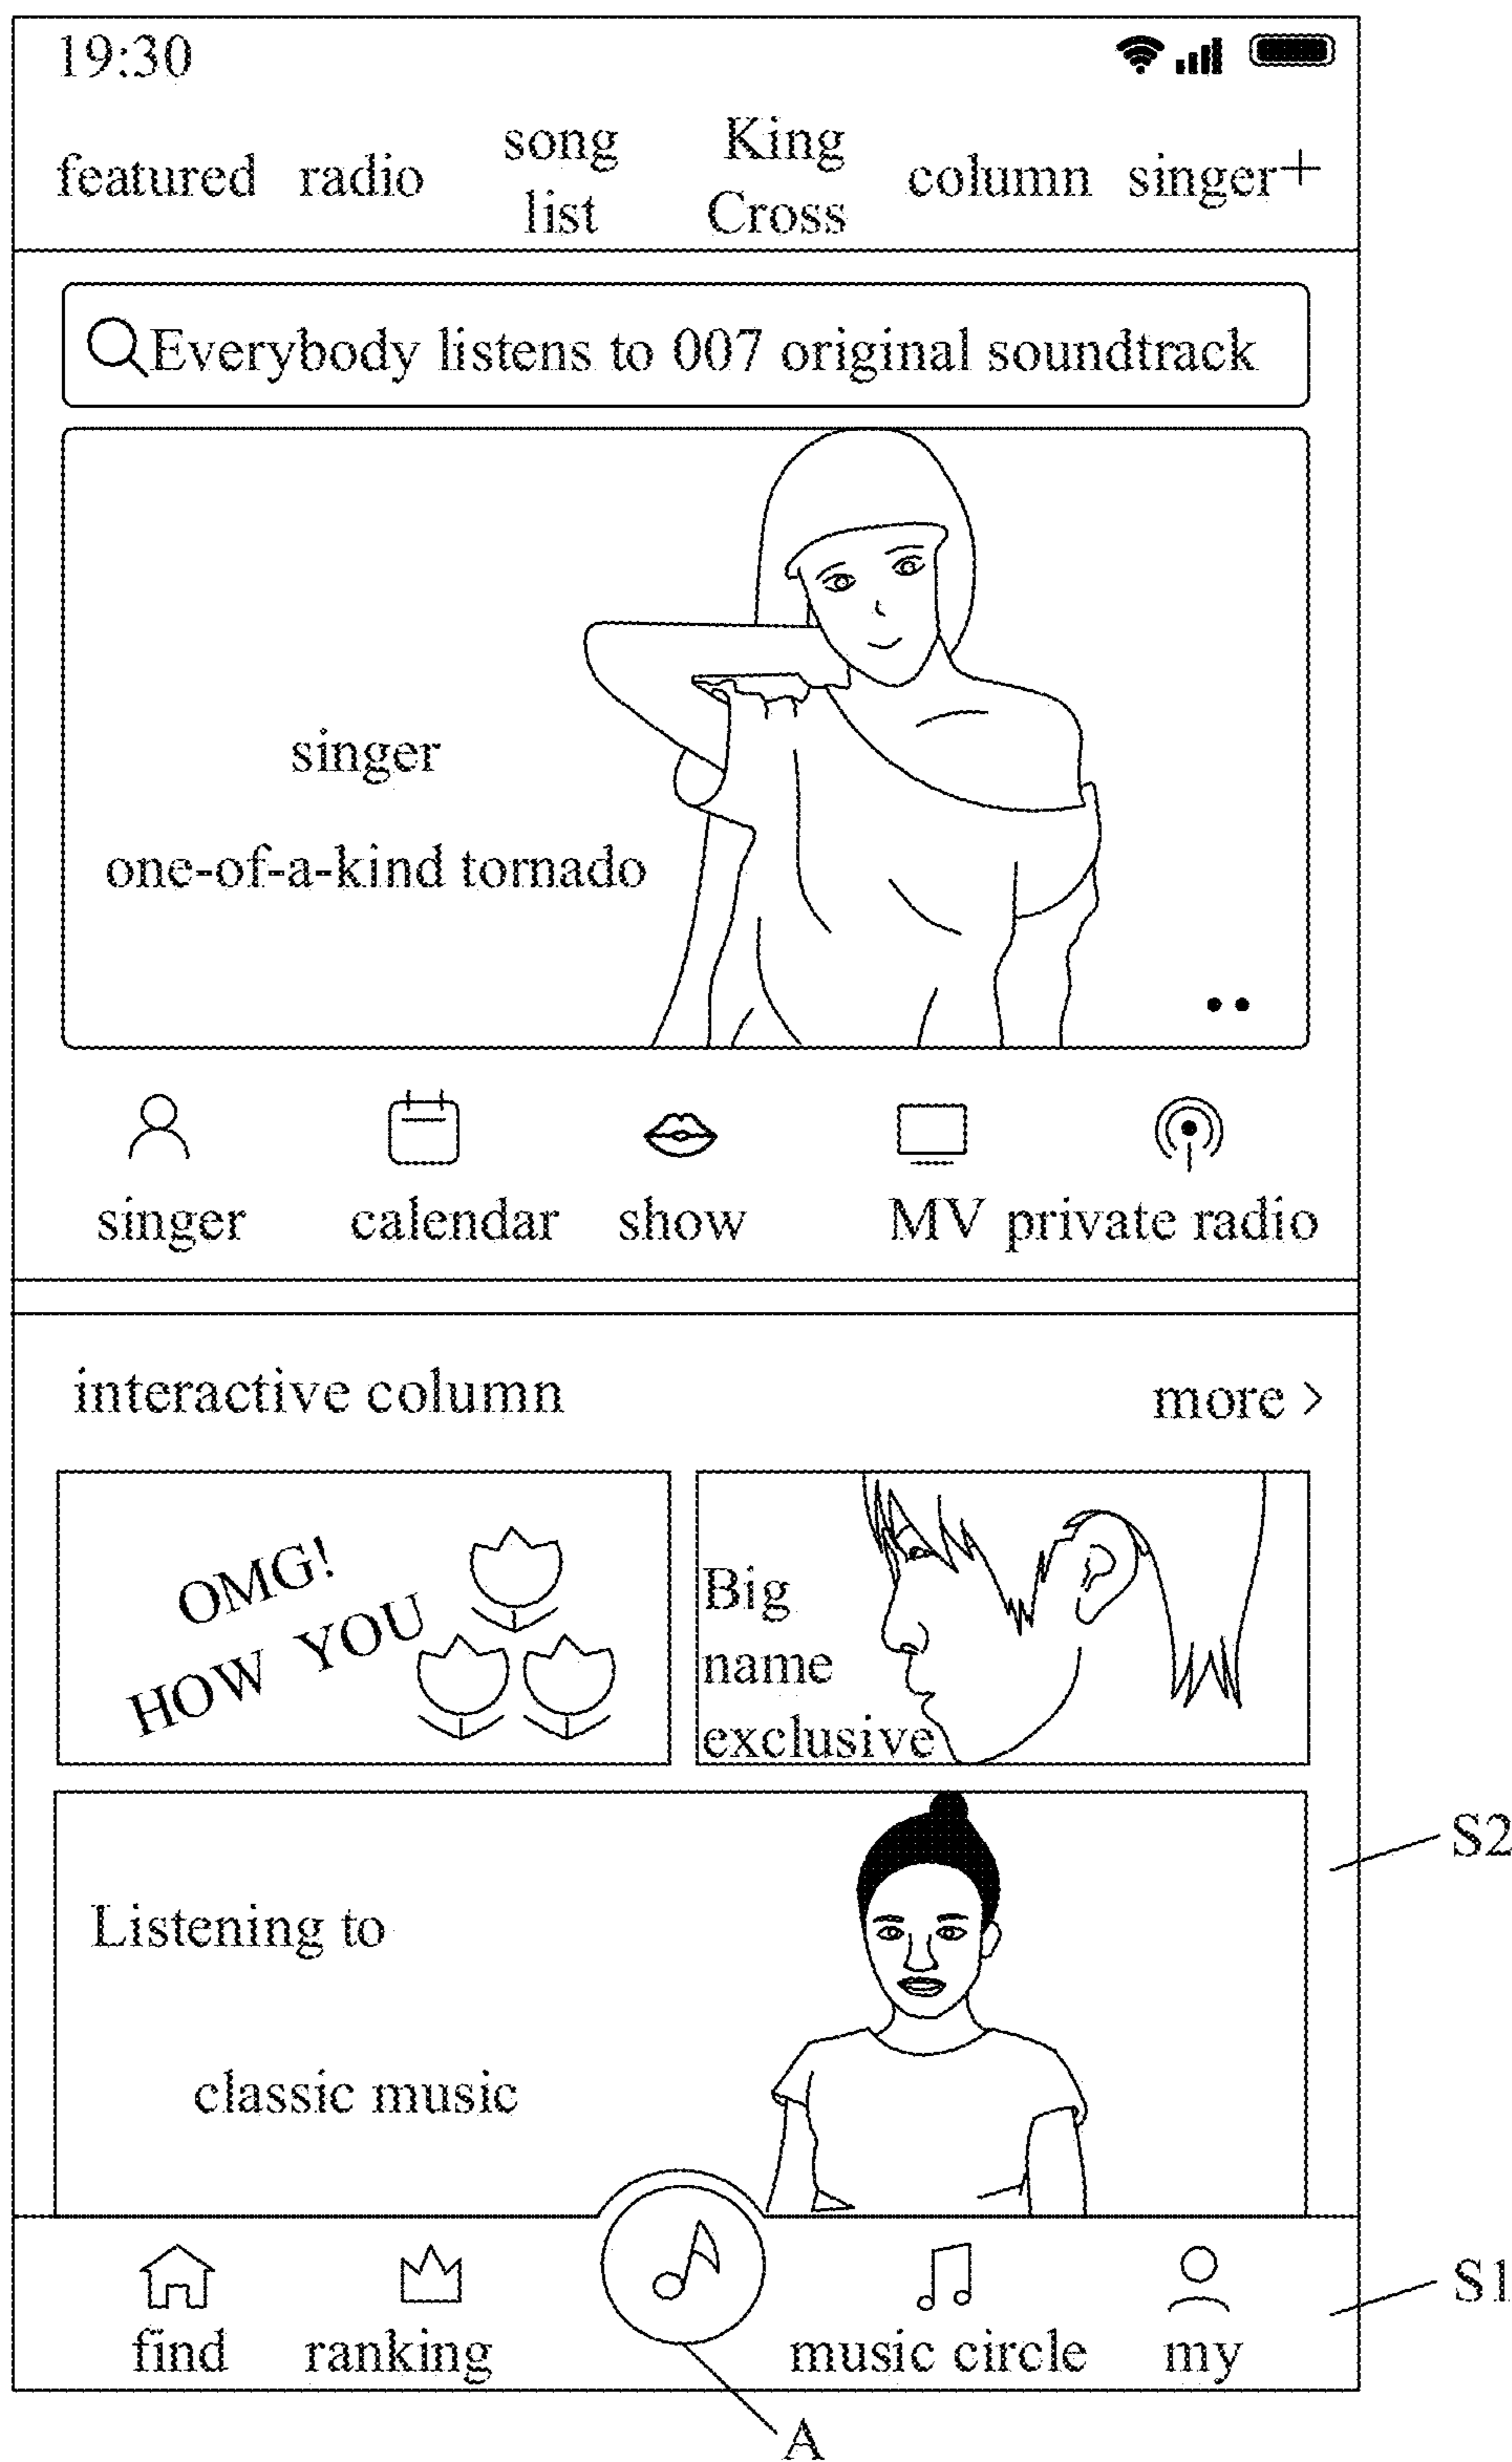 19:30
featured radio song list King Cross column singer+
Everybody listens to 007 original soundtrack
singer
one-of-a-kind tornado
singer calendar show MV private radio
interactive column more >
OMG!
HOW YOU
Big
name
exclusive
Listening to
classic music
S2
find ranking music circle my
S1
A